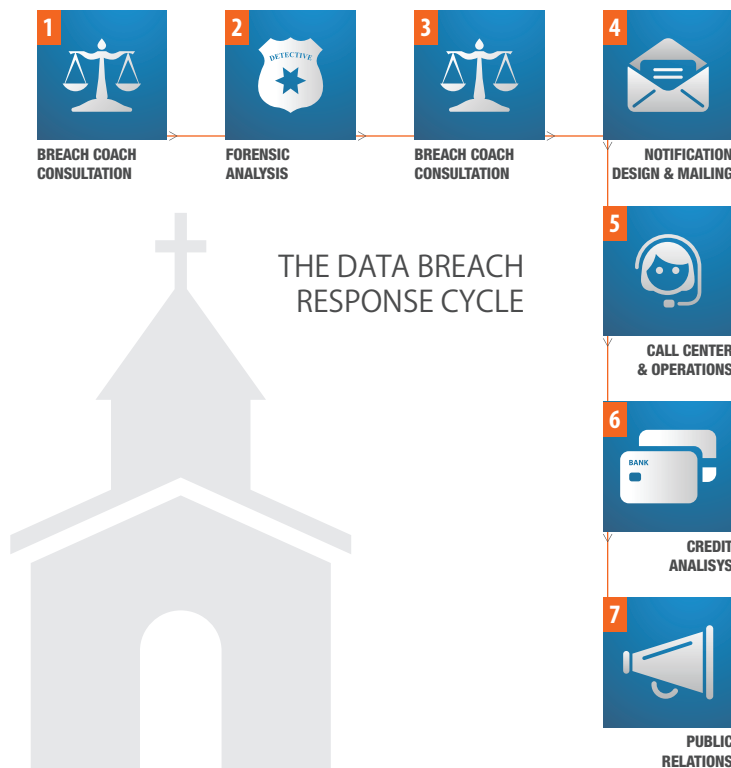 1
BREACH COACH
CONSULTATION
2
DETECTIVE
FORENSIC
ANALYSIS
3
BREACH COACH
CONSULTATION
4
NOTIFICATION
DESIGN & MAILING
THE DATA BREACH
RESPONSE CYCLE
5
CALL CENTER
& OPERATIONS
6
BANK
CREDIT
ANALISYS
7
PUBLIC
RELATIONS